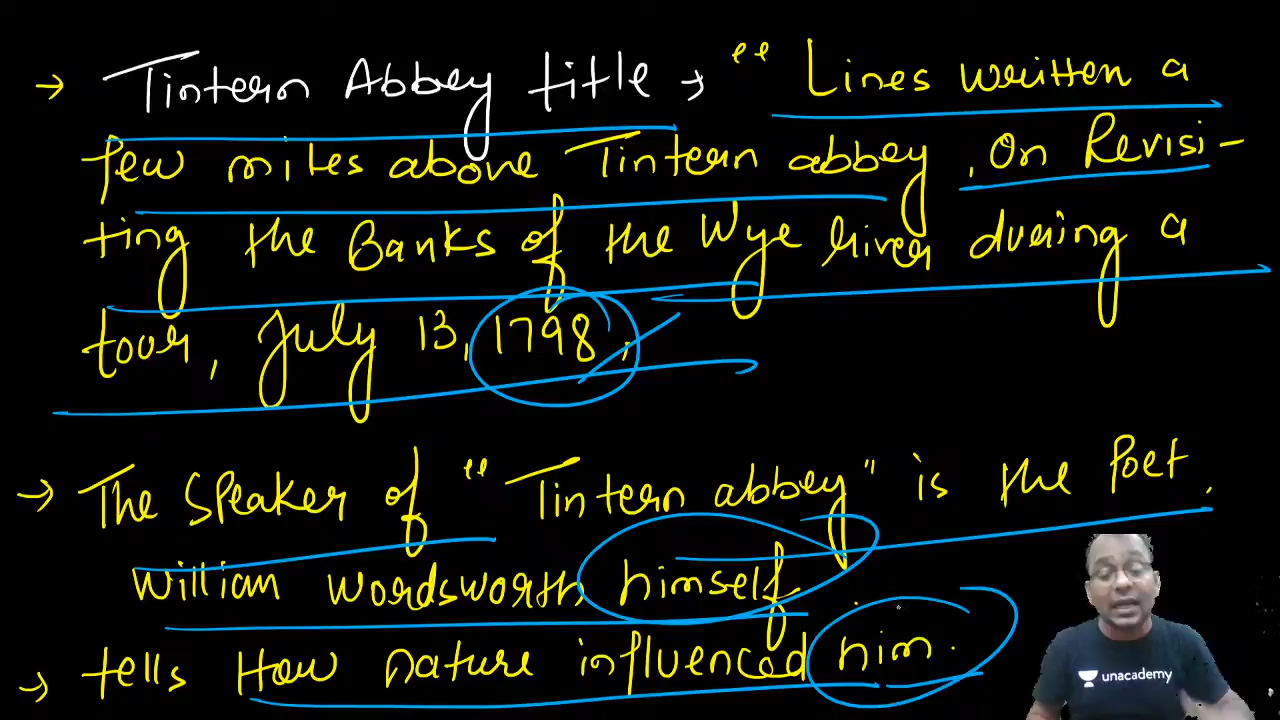 → Tintern Abbey title → "Lines written a
few miles above Tintern abbey, On Revisi-
ting the Banks of the Wye River during a
tour, July 13, 1798.
→ The Speaker of "Tintern abbey" is the Poet.
William Wordsworth himself
→ tells How nature influenced him.
unacademy